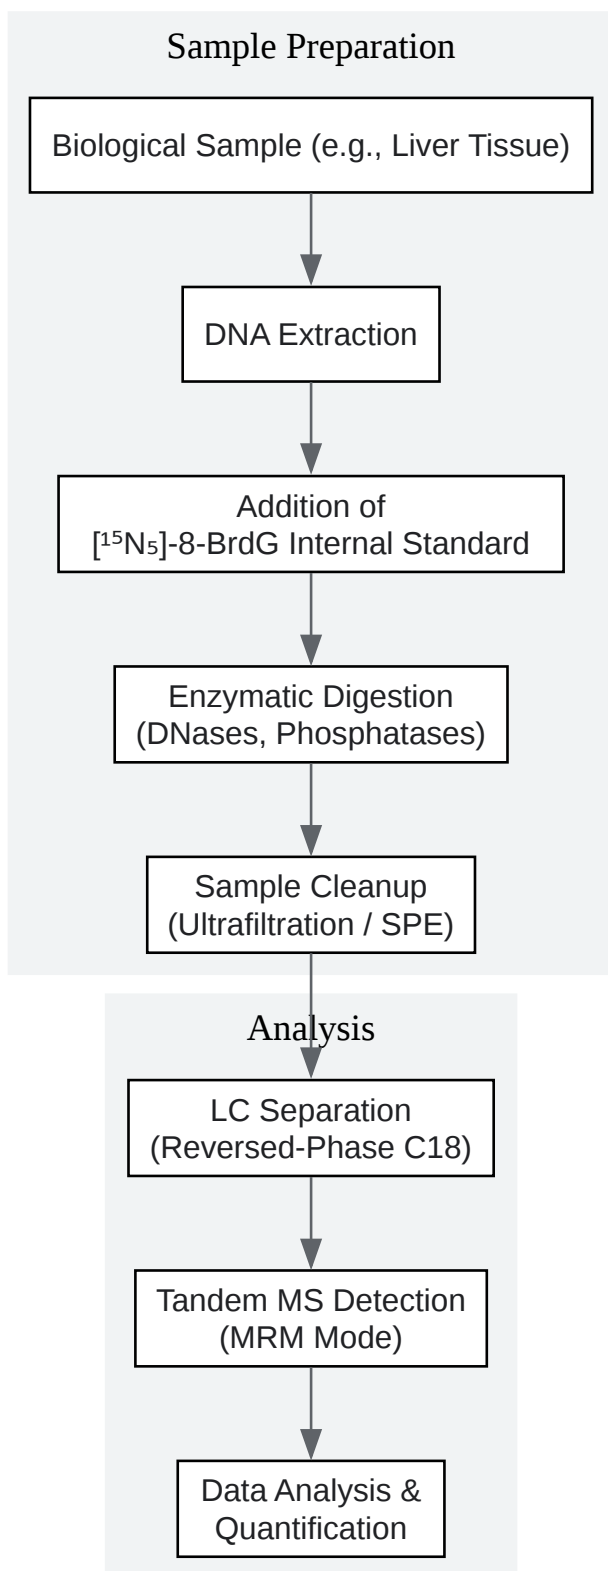 Sample Preparation
Biological Sample (e.g., Liver Tissue)
DNA Extraction
Addition of
[¹⁵N₅]-8-BrdG Internal Standard
Enzymatic Digestion
(DNases, Phosphatases)
Sample Cleanup
(Ultrafiltration / SPE)
Analysis
LC Separation
(Reversed-Phase C18)
Tandem MS Detection
(MRM Mode)
Data Analysis &
Quantification